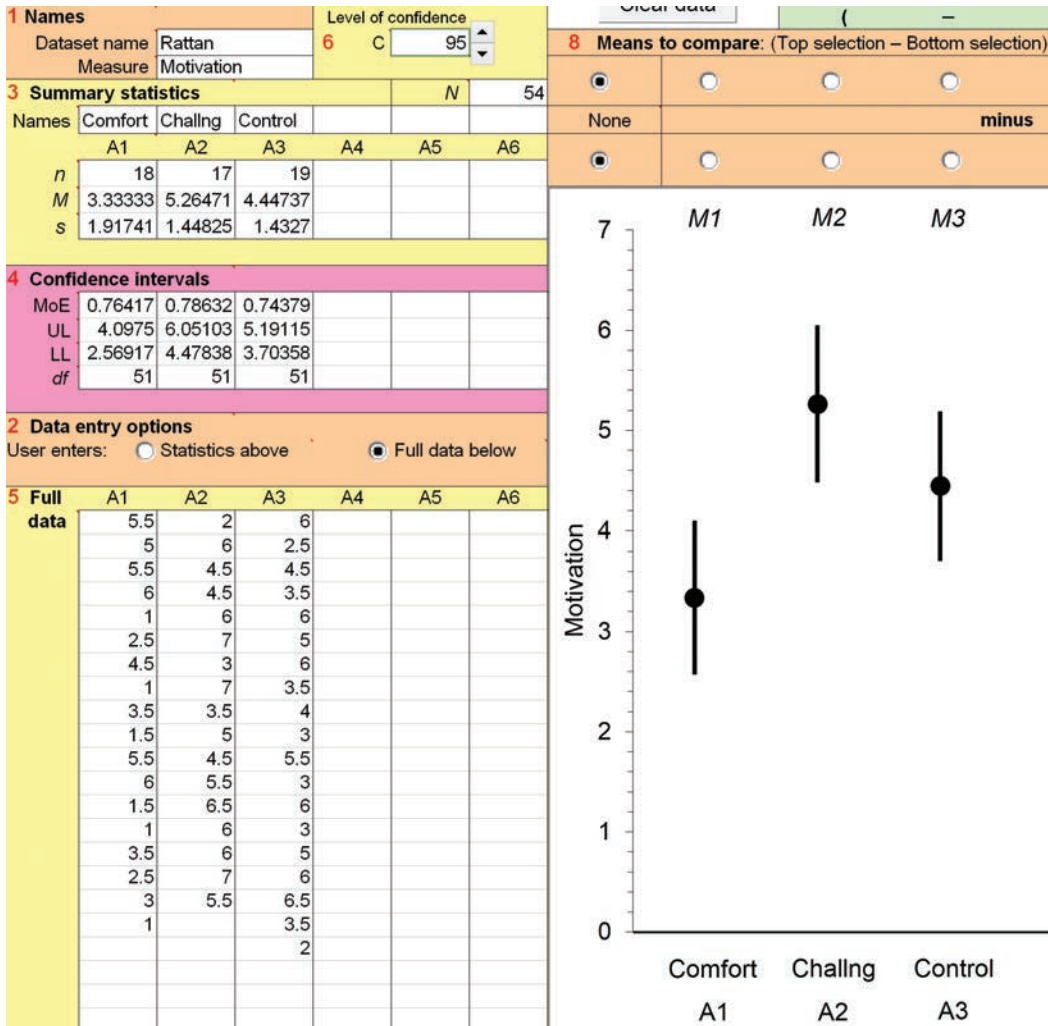 1 Names
Dataset name Rattan
Measure Motivation
Level of confidence
6 C 95
3 Summary statistics N 54
Names Comfort Challng Control
A1 A2 A3 A4 A5 A6
n 18 17 19
M 3.33333 5.26471 4.44737
s 1.91741 1.44825 1.4327
4 Confidence intervals
MoE 0.76417 0.78632 0.74379
UL 4.0975 6.05103 5.19115
LL 2.56917 4.47838 3.70358
df 51 51 51
2 Data entry options
User enters: Statistics above Full data below
5 Full data A1 A2 A3 A4 A5 A6
5.5 2 6
5 6 2.5
5.5 4.5 4.5
6 4.5 3.5
1 6 6
2.5 7 5
4.5 3 6
1 7 3.5
3.5 3.5 4
1.5 5 3
5.5 4.5 5.5
6 5.5 3
1.5 6.5 6
1 6 3
3.5 6 5
2.5 7 6
3 5.5 6.5
1 3.5
2
Clear data
( –
8 Means to compare: (Top selection – Bottom selection)
None minus
M1 M2 M3
7
6
5
4
3
2
1
0
Motivation
Comfort Challng Control
A1 A2 A3